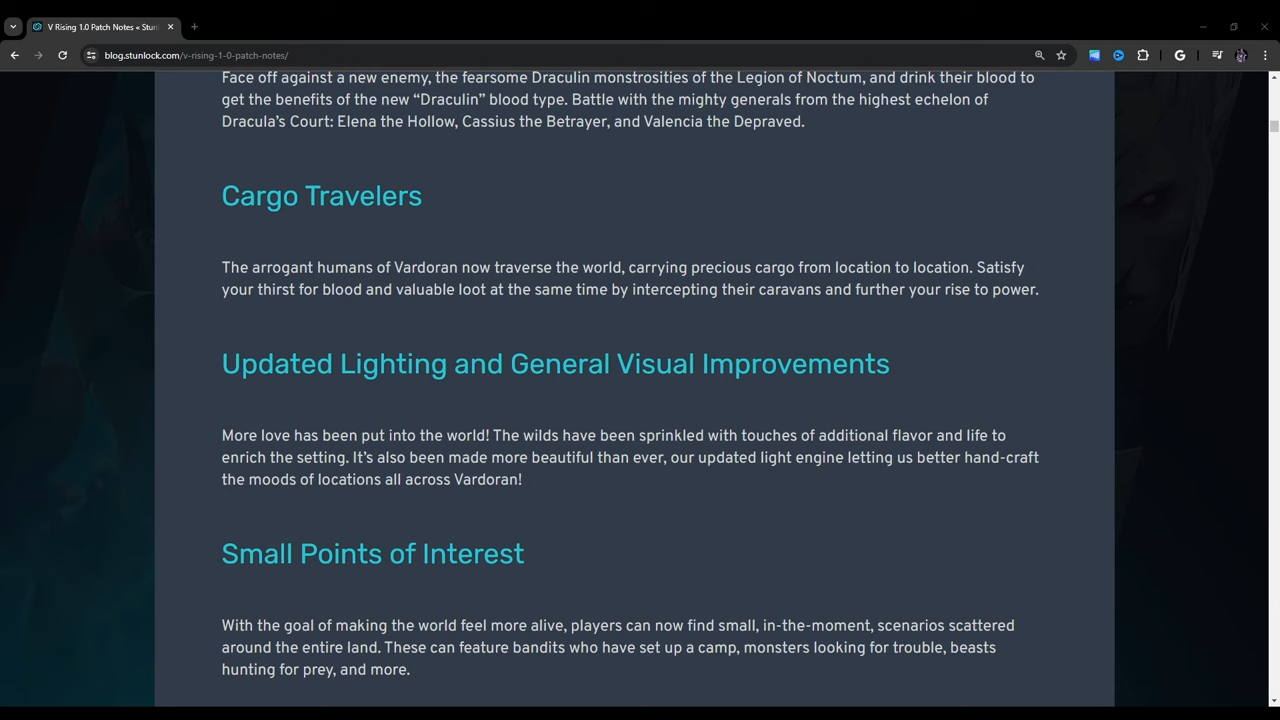 V Rising 1.0 Patch Notes « Stun
blog.stunlock.com/v-rising-1-0-patch-notes/
Face off against a new enemy, the fearsome Draculin monstrosities of the Legion of Noctum, and drink their blood to
get the benefits of the new “Draculin” blood type. Battle with the mighty generals from the highest echelon of
Dracula’s Court: Elena the Hollow, Cassius the Betrayer, and Valencia the Depraved.
Cargo Travelers
The arrogant humans of Vardoran now traverse the world, carrying precious cargo from location to location. Satisfy
your thirst for blood and valuable loot at the same time by intercepting their caravans and further your rise to power.
Updated Lighting and General Visual Improvements
More love has been put into the world! The wilds have been sprinkled with touches of additional flavor and life to
enrich the setting. It’s also been made more beautiful than ever, our updated light engine letting us better hand-craft
the moods of locations all across Vardoran!
Small Points of Interest
With the goal of making the world feel more alive, players can now find small, in-the-moment, scenarios scattered
around the entire land. These can feature bandits who have set up a camp, monsters looking for trouble, beasts
hunting for prey, and more.